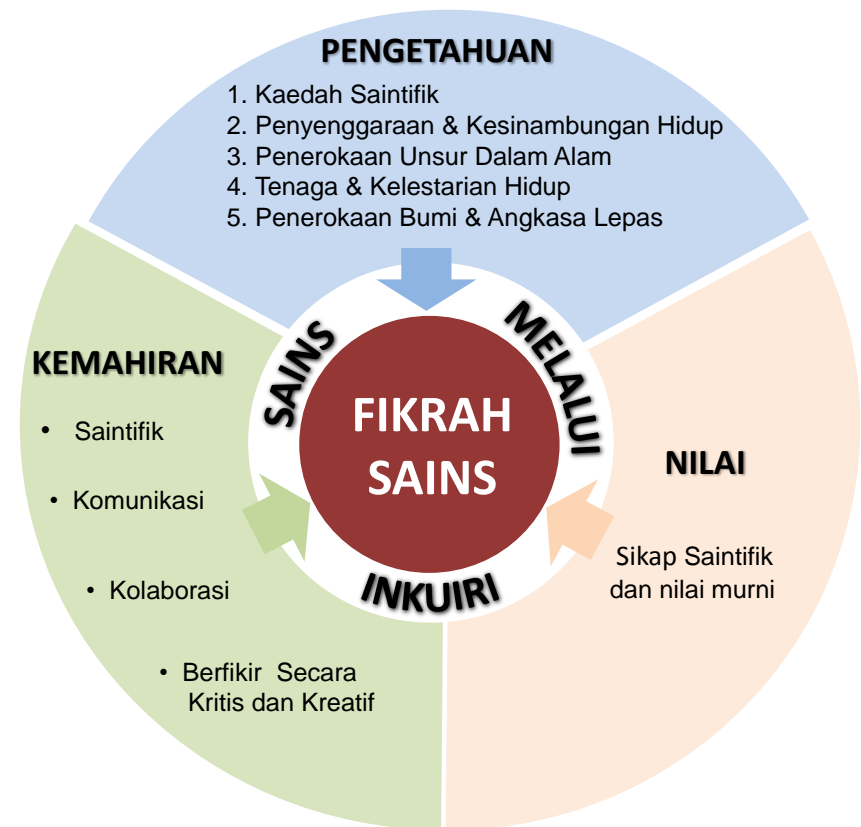 PENGETAHUAN
1. Kaedah Saintifik
2. Penyenggaraan & Kesinambungan Hidup
3. Penerokaan Unsur Dalam Alam
4. Tenaga & Kelestarian Hidup
5. Penerokaan Bumi & Angkasa Lepas
KEMAHIRAN
• Saintifik
• Komunikasi
• Kolaborasi
• Berfikir Secara
Kritis dan Kreatif
SAINS
MELALUI
INKUIRI
FIKRAH
SAINS
NILAI
Sikap Saintifik
dan nilai murni